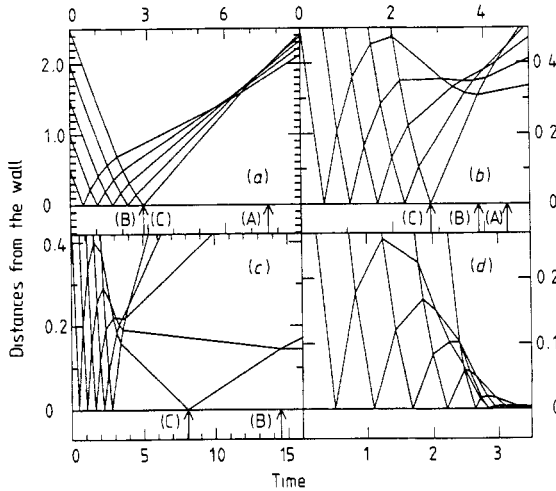 0 3 6 0 2 4
2.0
1.0
0
(a)
(B) (C) (A)
0.4
0.2
0
(b)
(C) (B) (A)
0.4
0.2
0
(c)
(C) (B)
0 5 10 15
(d)
0.2
0.1
0
1 2 3
Distances from the wall
Time